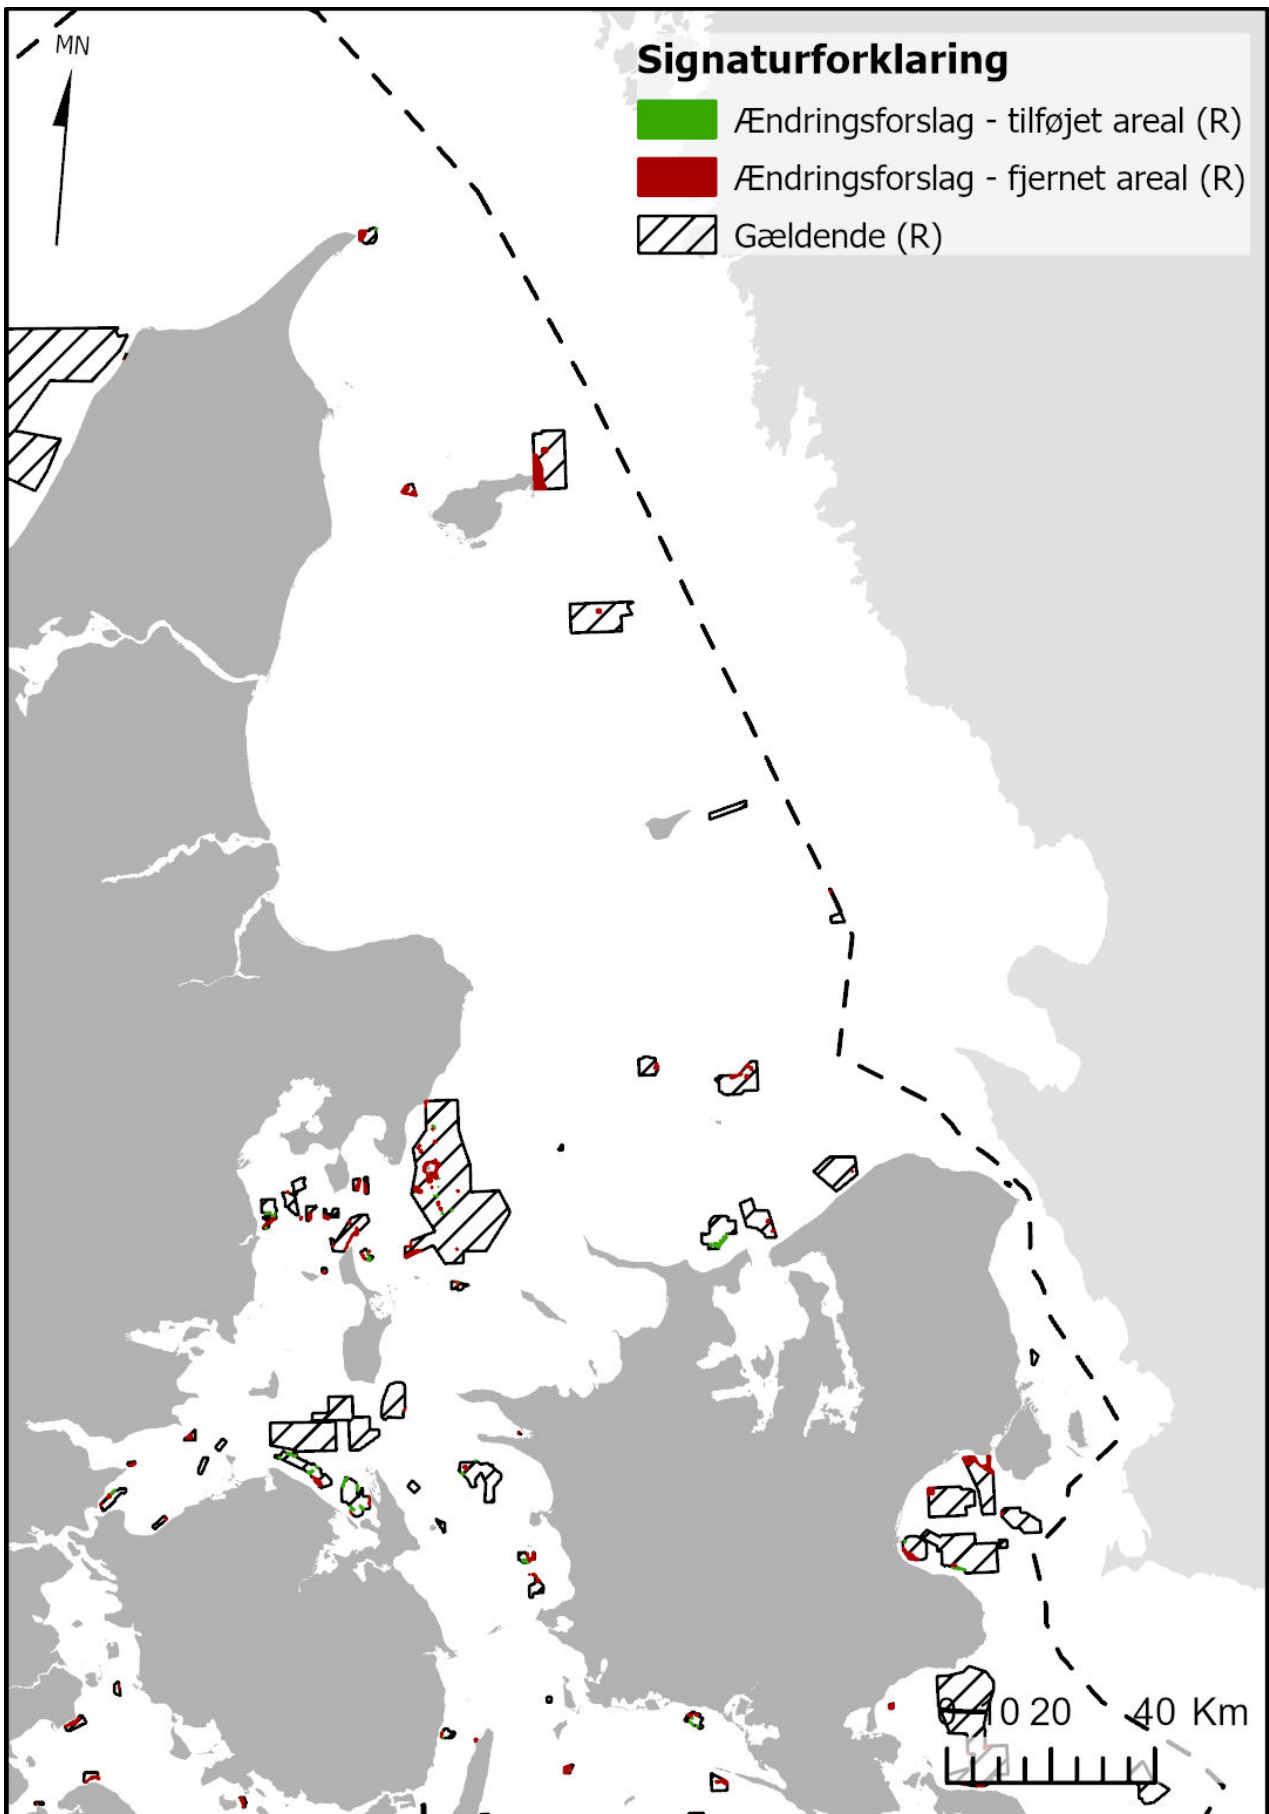 MN
Signaturforklaring
Ændringsforslag - tilføjet areal (R)
Ændringsforslag - fjernet areal (R)
Gældende (R)
0 10 20 40 Km